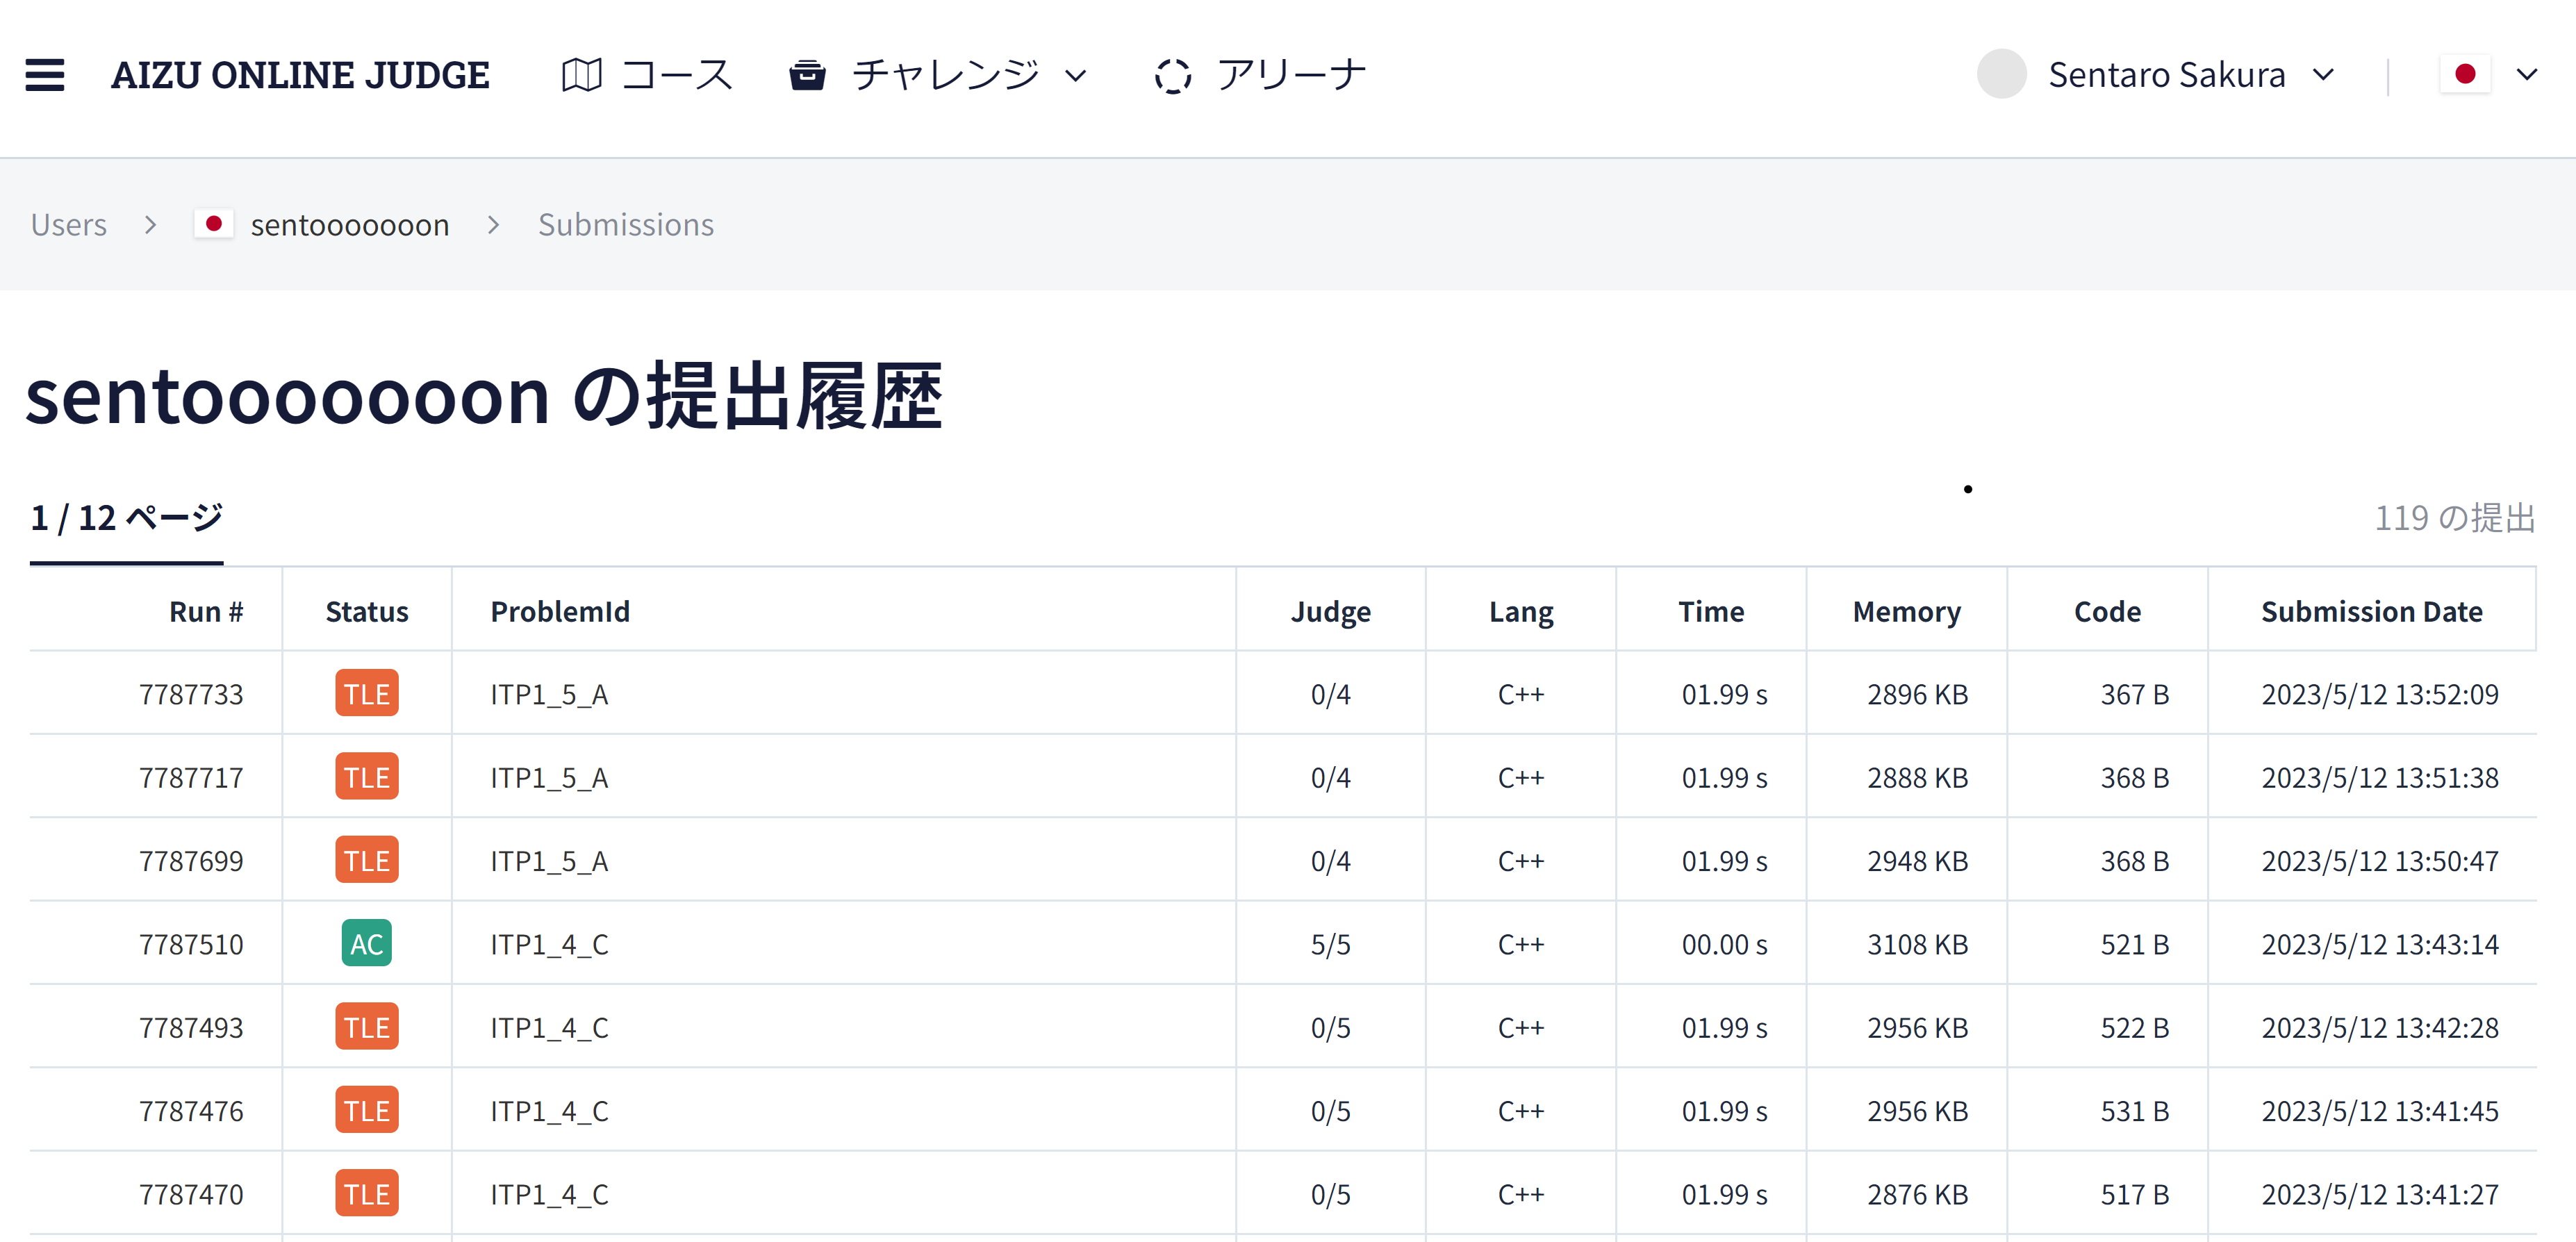 AIZU ONLINE JUDGE コース チャレンジ アリーナ Sentaro Sakura
Users > sentooooooon > Submissions
sentooooooon の提出履歴
1 / 12 ページ 119 の提出
Run # Status ProblemId Judge Lang Time Memory Code Submission Date
7787733 TLE ITP1_5_A 0/4 C++ 01.99 s 2896 KB 367 B 2023/5/12 13:52:09
7787717 TLE ITP1_5_A 0/4 C++ 01.99 s 2888 KB 368 B 2023/5/12 13:51:38
7787699 TLE ITP1_5_A 0/4 C++ 01.99 s 2948 KB 368 B 2023/5/12 13:50:47
7787510 AC ITP1_4_C 5/5 C++ 00.00 s 3108 KB 521 B 2023/5/12 13:43:14
7787493 TLE ITP1_4_C 0/5 C++ 01.99 s 2956 KB 522 B 2023/5/12 13:42:28
7787476 TLE ITP1_4_C 0/5 C++ 01.99 s 2956 KB 531 B 2023/5/12 13:41:45
7787470 TLE ITP1_4_C 0/5 C++ 01.99 s 2876 KB 517 B 2023/5/12 13:41:27